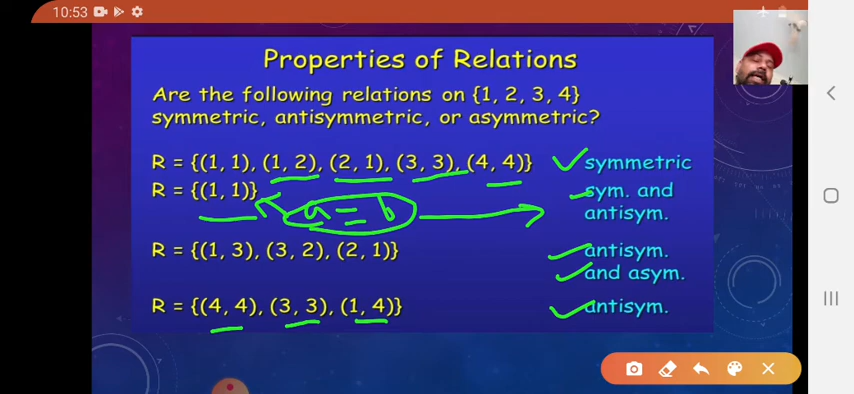 10:53
Properties of Relations
Are the following relations on {1, 2, 3, 4}
symmetric, antisymmetric, or asymmetric?
R = {(1, 1), (1, 2), (2, 1), (3, 3), (4, 4)} symmetric
R = {(1, 1)} sym. and
antisym.
a = b
R = {(1, 3), (3, 2), (2, 1)} antisym.
and asym.
R = {(4, 4), (3, 3), (1, 4)} antisym.